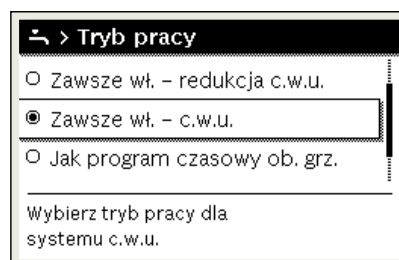 > Tryb pracy
Zawsze wł. – redukcja c.w.u.
Zawsze wł. – c.w.u.
Jak program czasowy ob. grz.
Wybierz tryb pracy dla
systemu c.w.u.